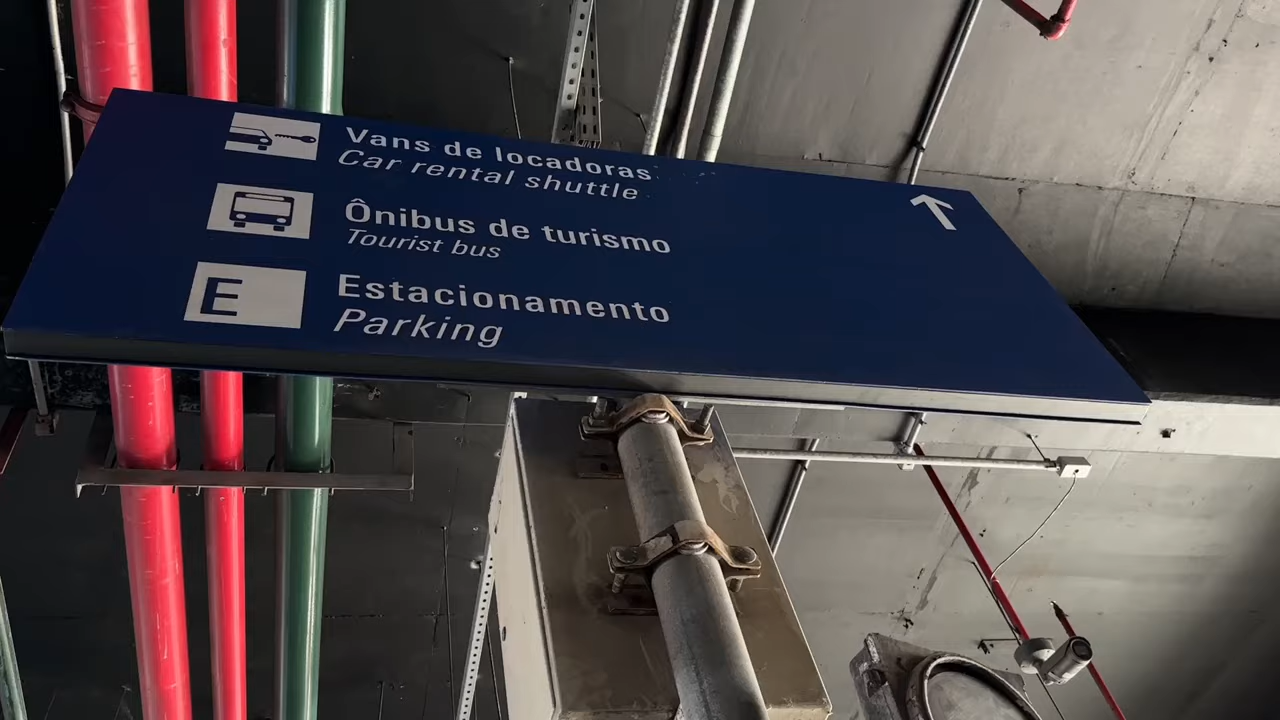 Vans de locadoras
Car rental shuttle
Ônibus de turismo
Tourist bus
E
Estacionamento
Parking